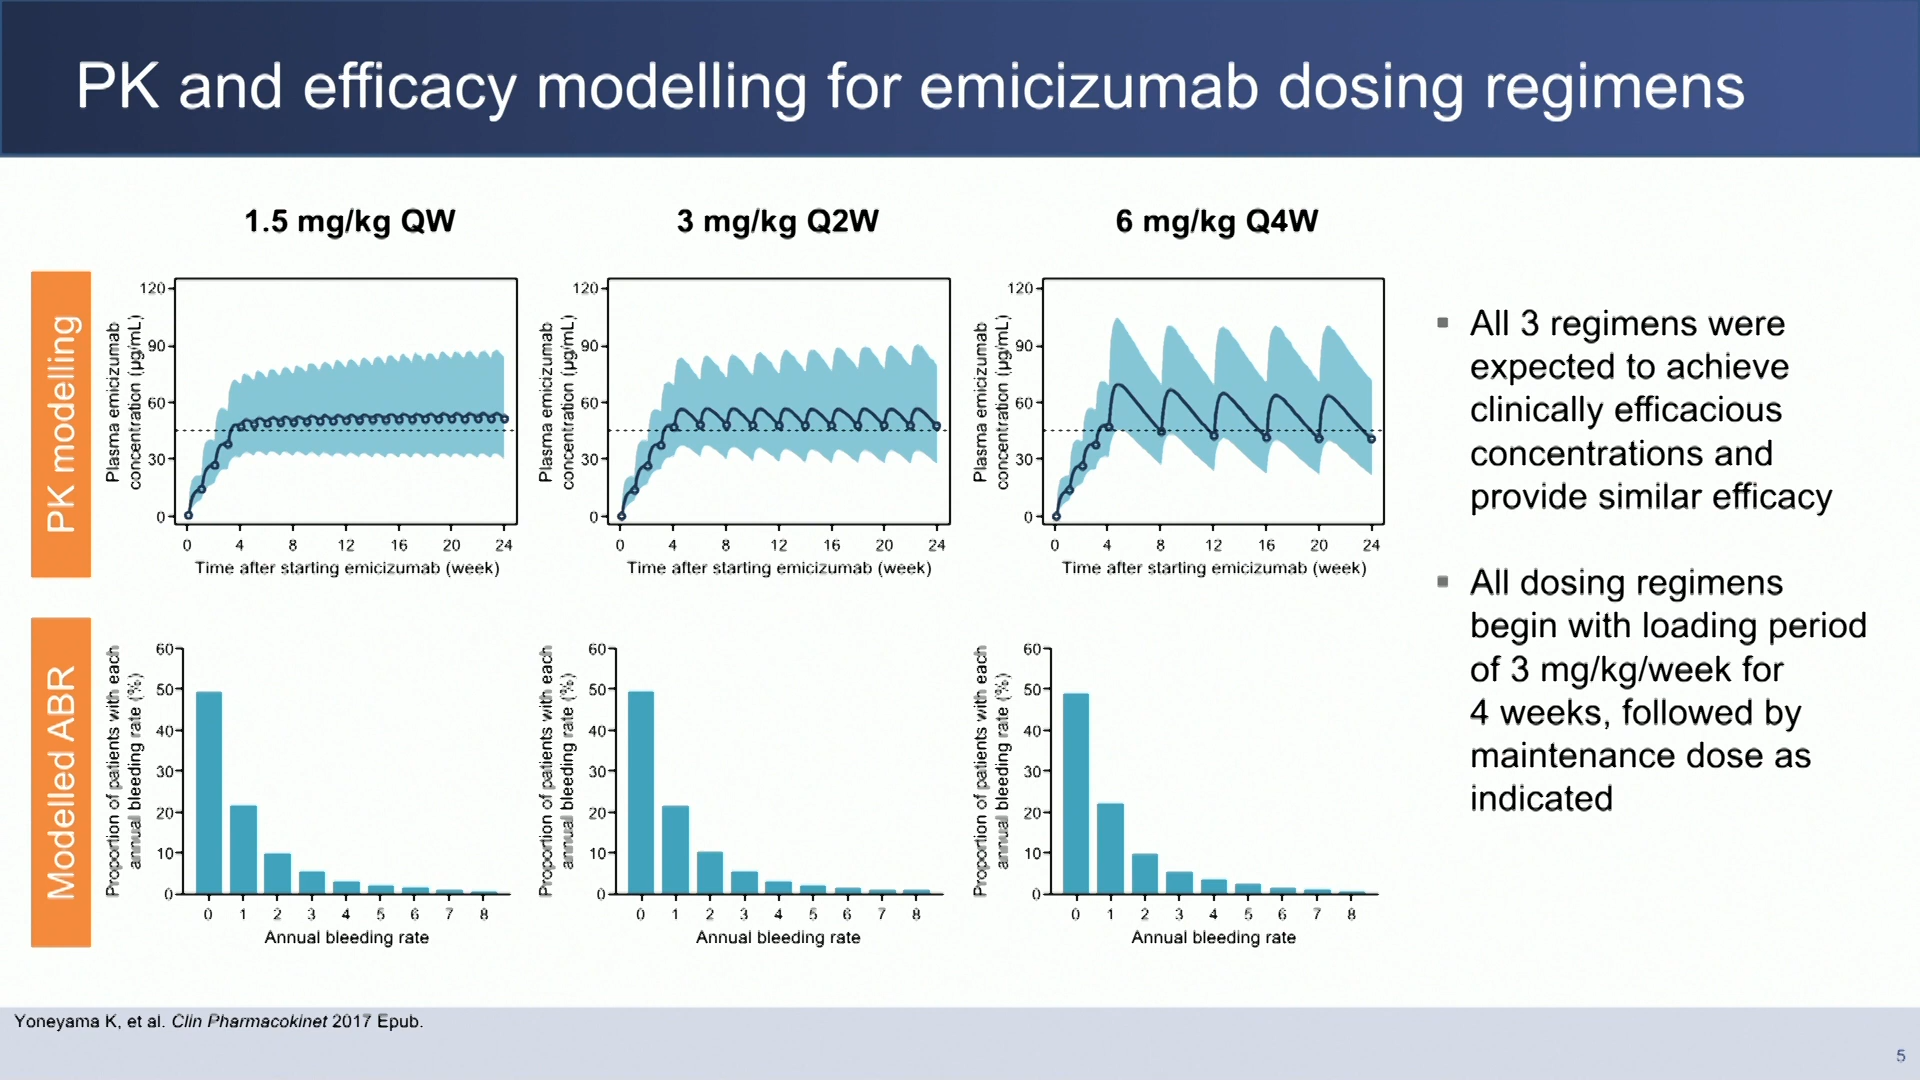 PK and efficacy modelling for emicizumab dosing regimens
1.5 mg/kg QW
3 mg/kg Q2W
6 mg/kg Q4W
PK modelling
Plasma emicizumab
concentration (µg/mL)
120
90
60
30
0
0 4 8 12 16 20 24
Time after starting emicizumab (week)
Plasma emicizumab
concentration (µg/mL)
120
90
60
30
0
0 4 8 12 16 20 24
Time after starting emicizumab (week)
Plasma emicizumab
concentration (µg/mL)
120
90
60
30
0
0 4 8 12 16 20 24
Time after starting emicizumab (week)
Modelled ABR
Proportion of patients with each
annual bleeding rate (%)
60
50
40
30
20
10
0
0 1 2 3 4 5 6 7 8
Annual bleeding rate
Proportion of patients with each
annual bleeding rate (%)
60
50
40
30
20
10
0
0 1 2 3 4 5 6 7 8
Annual bleeding rate
Proportion of patients with each
annual bleeding rate (%)
60
50
40
30
20
10
0
0 1 2 3 4 5 6 7 8
Annual bleeding rate
▪ All 3 regimens were
expected to achieve
clinically efficacious
concentrations and
provide similar efficacy
▪ All dosing regimens
begin with loading period
of 3 mg/kg/week for
4 weeks, followed by
maintenance dose as
indicated
Yoneyama K, et al. Clin Pharmacokinet 2017 Epub.
5